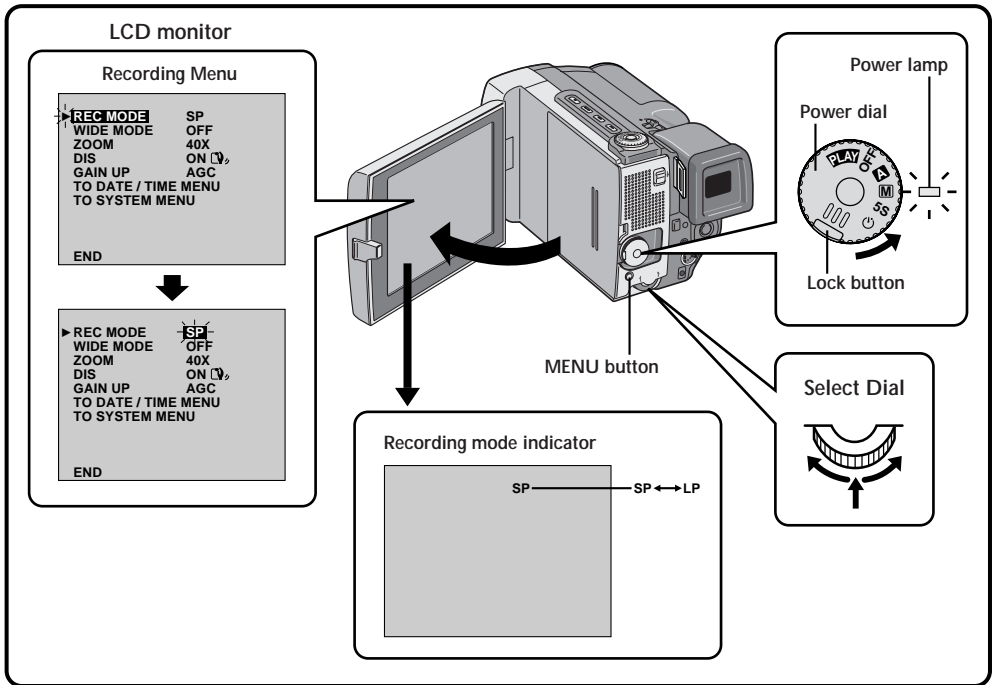 LCD monitor
Recording Menu
REC MODE SP
WIDE MODE OFF
ZOOM 40X
DIS ON
GAIN UP AGC
TO DATE / TIME MENU
TO SYSTEM MENU
END
REC MODE SP
WIDE MODE OFF
ZOOM 40X
DIS ON
GAIN UP AGC
TO DATE / TIME MENU
TO SYSTEM MENU
END
MENU button
Recording mode indicator
SP SP ↔ LP
Power lamp
Power dial
PLAY
OFF
A
M
5S
Lock button
Select Dial